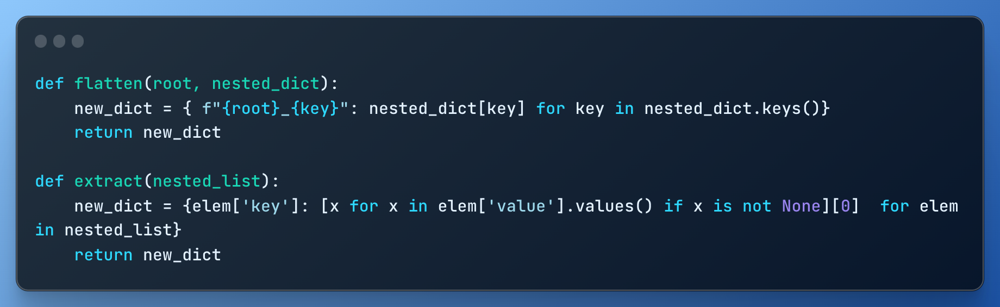 def flatten(root, nested_dict):
    new_dict = { f"{root}_{key}": nested_dict[key] for key in nested_dict.keys()}
    return new_dict

def extract(nested_list):
    new_dict = {elem['key']: [x for x in elem['value'].values() if x is not None][0]  for elem
in nested_list}
    return new_dict